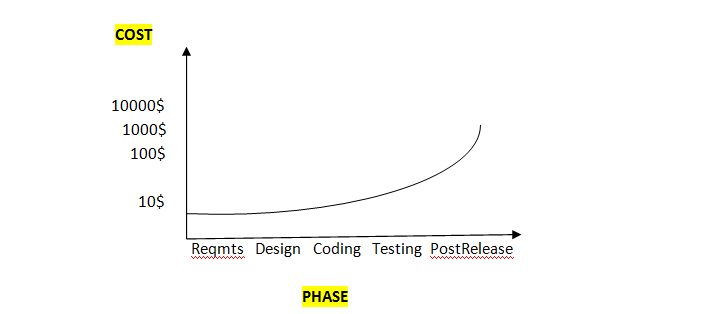 COST
10000$
1000$
100$
10$
Reqmts Design Coding Testing PostRelease
PHASE